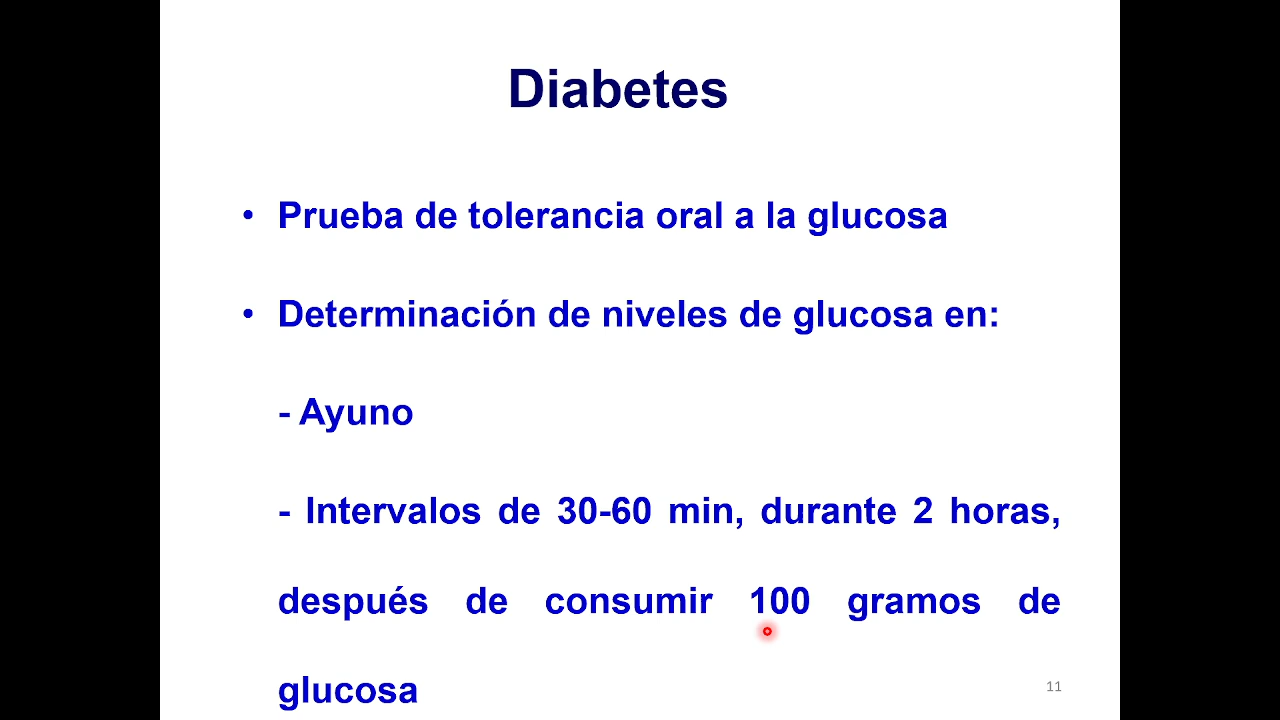 Diabetes
• Prueba de tolerancia oral a la glucosa
• Determinación de niveles de glucosa en:
- Ayuno
- Intervalos de 30-60 min, durante 2 horas,
después de consumir 100 gramos de
glucosa
11